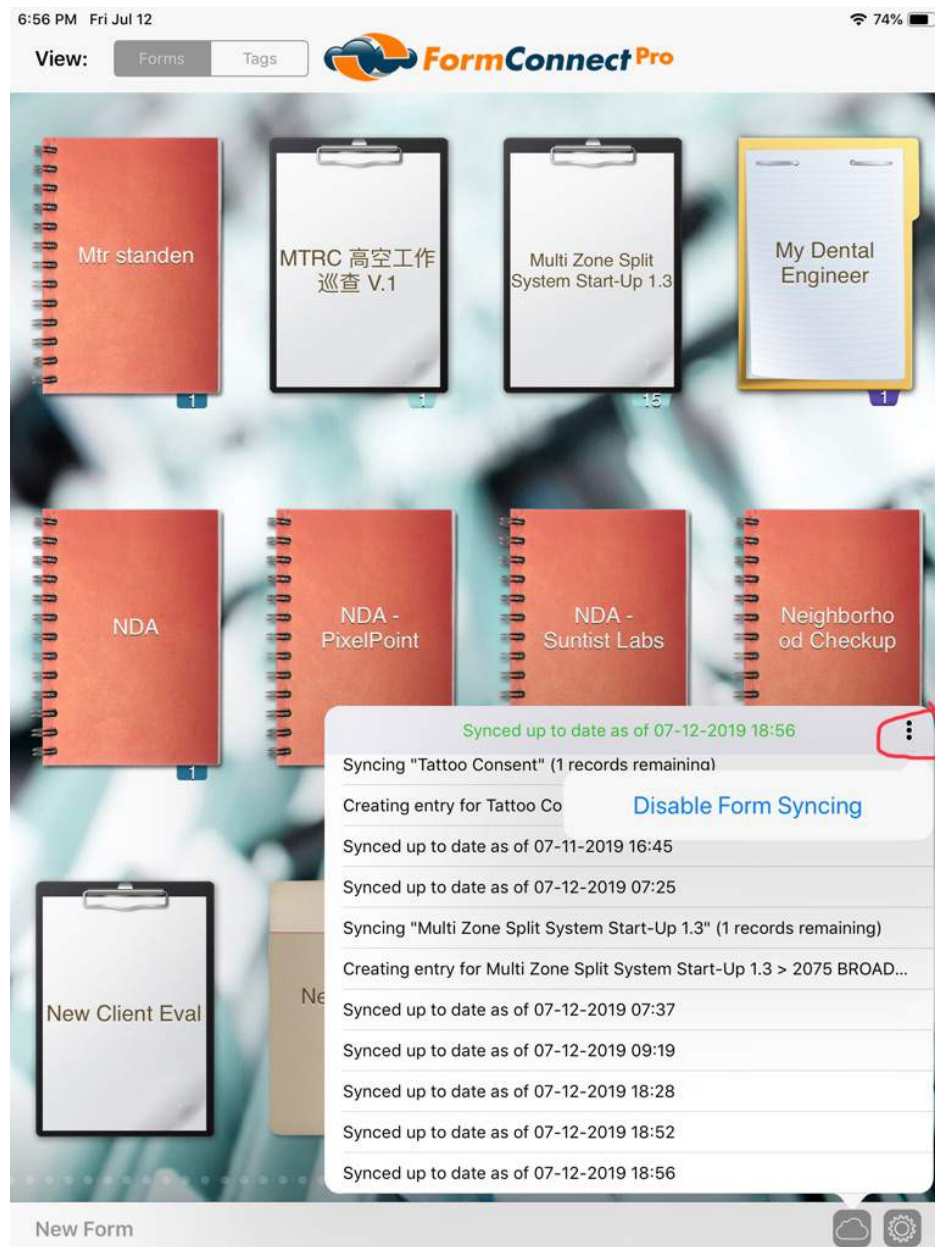 6:56 PM Fri Jul 12
74%
View:
Forms
Tags
FormConnect Pro
Mtr standen
MTRC 高空工作
巡查 V.1
Multi Zone Split
System Start-Up 1.3
My Dental
Engineer
1
1
15
1
NDA
NDA -
PixelPoint
NDA -
Suntist Labs
Neighborho
od Checkup
1
New Client Eval
Ne
Synced up to date as of 07-12-2019 18:56
Syncing "Tattoo Consent" (1 records remaining)
Creating entry for Tattoo Co
Disable Form Syncing
Synced up to date as of 07-11-2019 16:45
Synced up to date as of 07-12-2019 07:25
Syncing "Multi Zone Split System Start-Up 1.3" (1 records remaining)
Creating entry for Multi Zone Split System Start-Up 1.3 > 2075 BROAD...
Synced up to date as of 07-12-2019 07:37
Synced up to date as of 07-12-2019 09:19
Synced up to date as of 07-12-2019 18:28
Synced up to date as of 07-12-2019 18:52
Synced up to date as of 07-12-2019 18:56
New Form